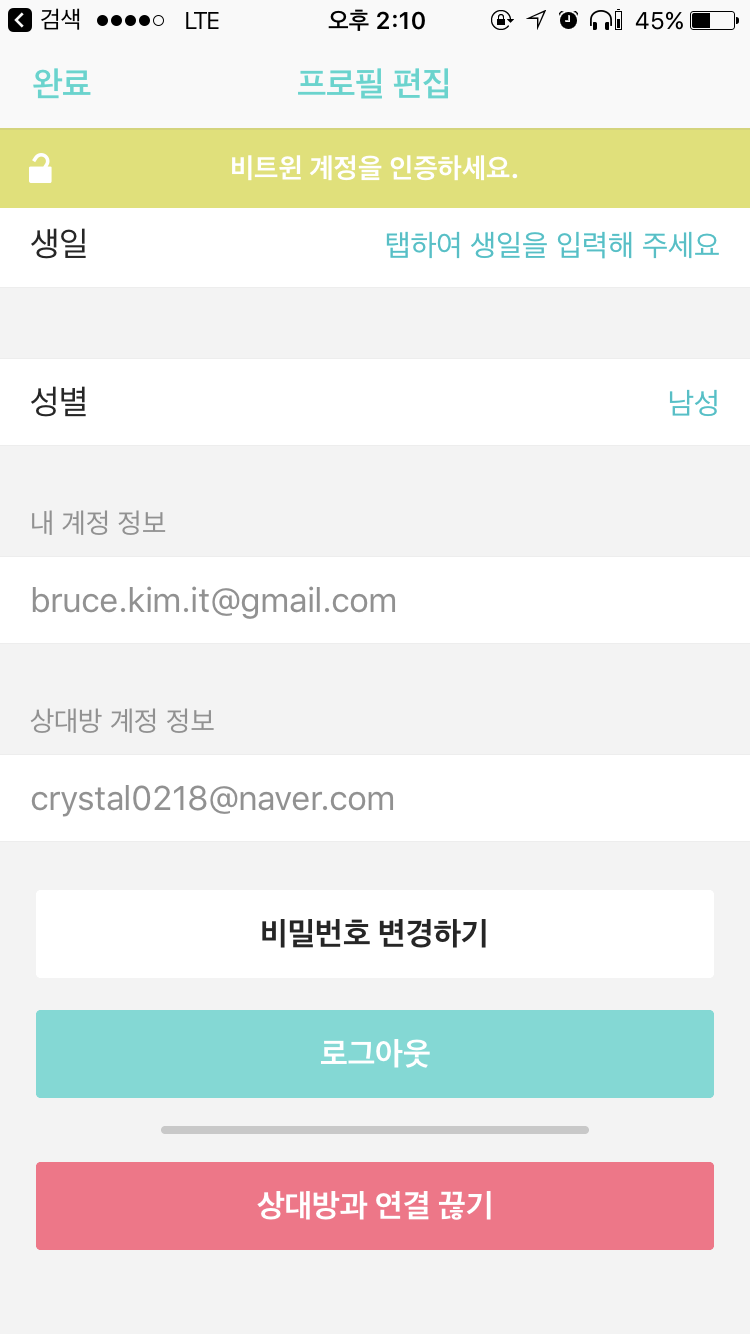 검색 LTE 오후 2:10 45%
완료 프로필 편집
비트윈 계정을 인증하세요.
생일 탭하여 생일을 입력해 주세요
성별 남성
내 계정 정보
bruce.kim.it@gmail.com
상대방 계정 정보
crystal0218@naver.com
비밀번호 변경하기
로그아웃
상대방과 연결 끊기